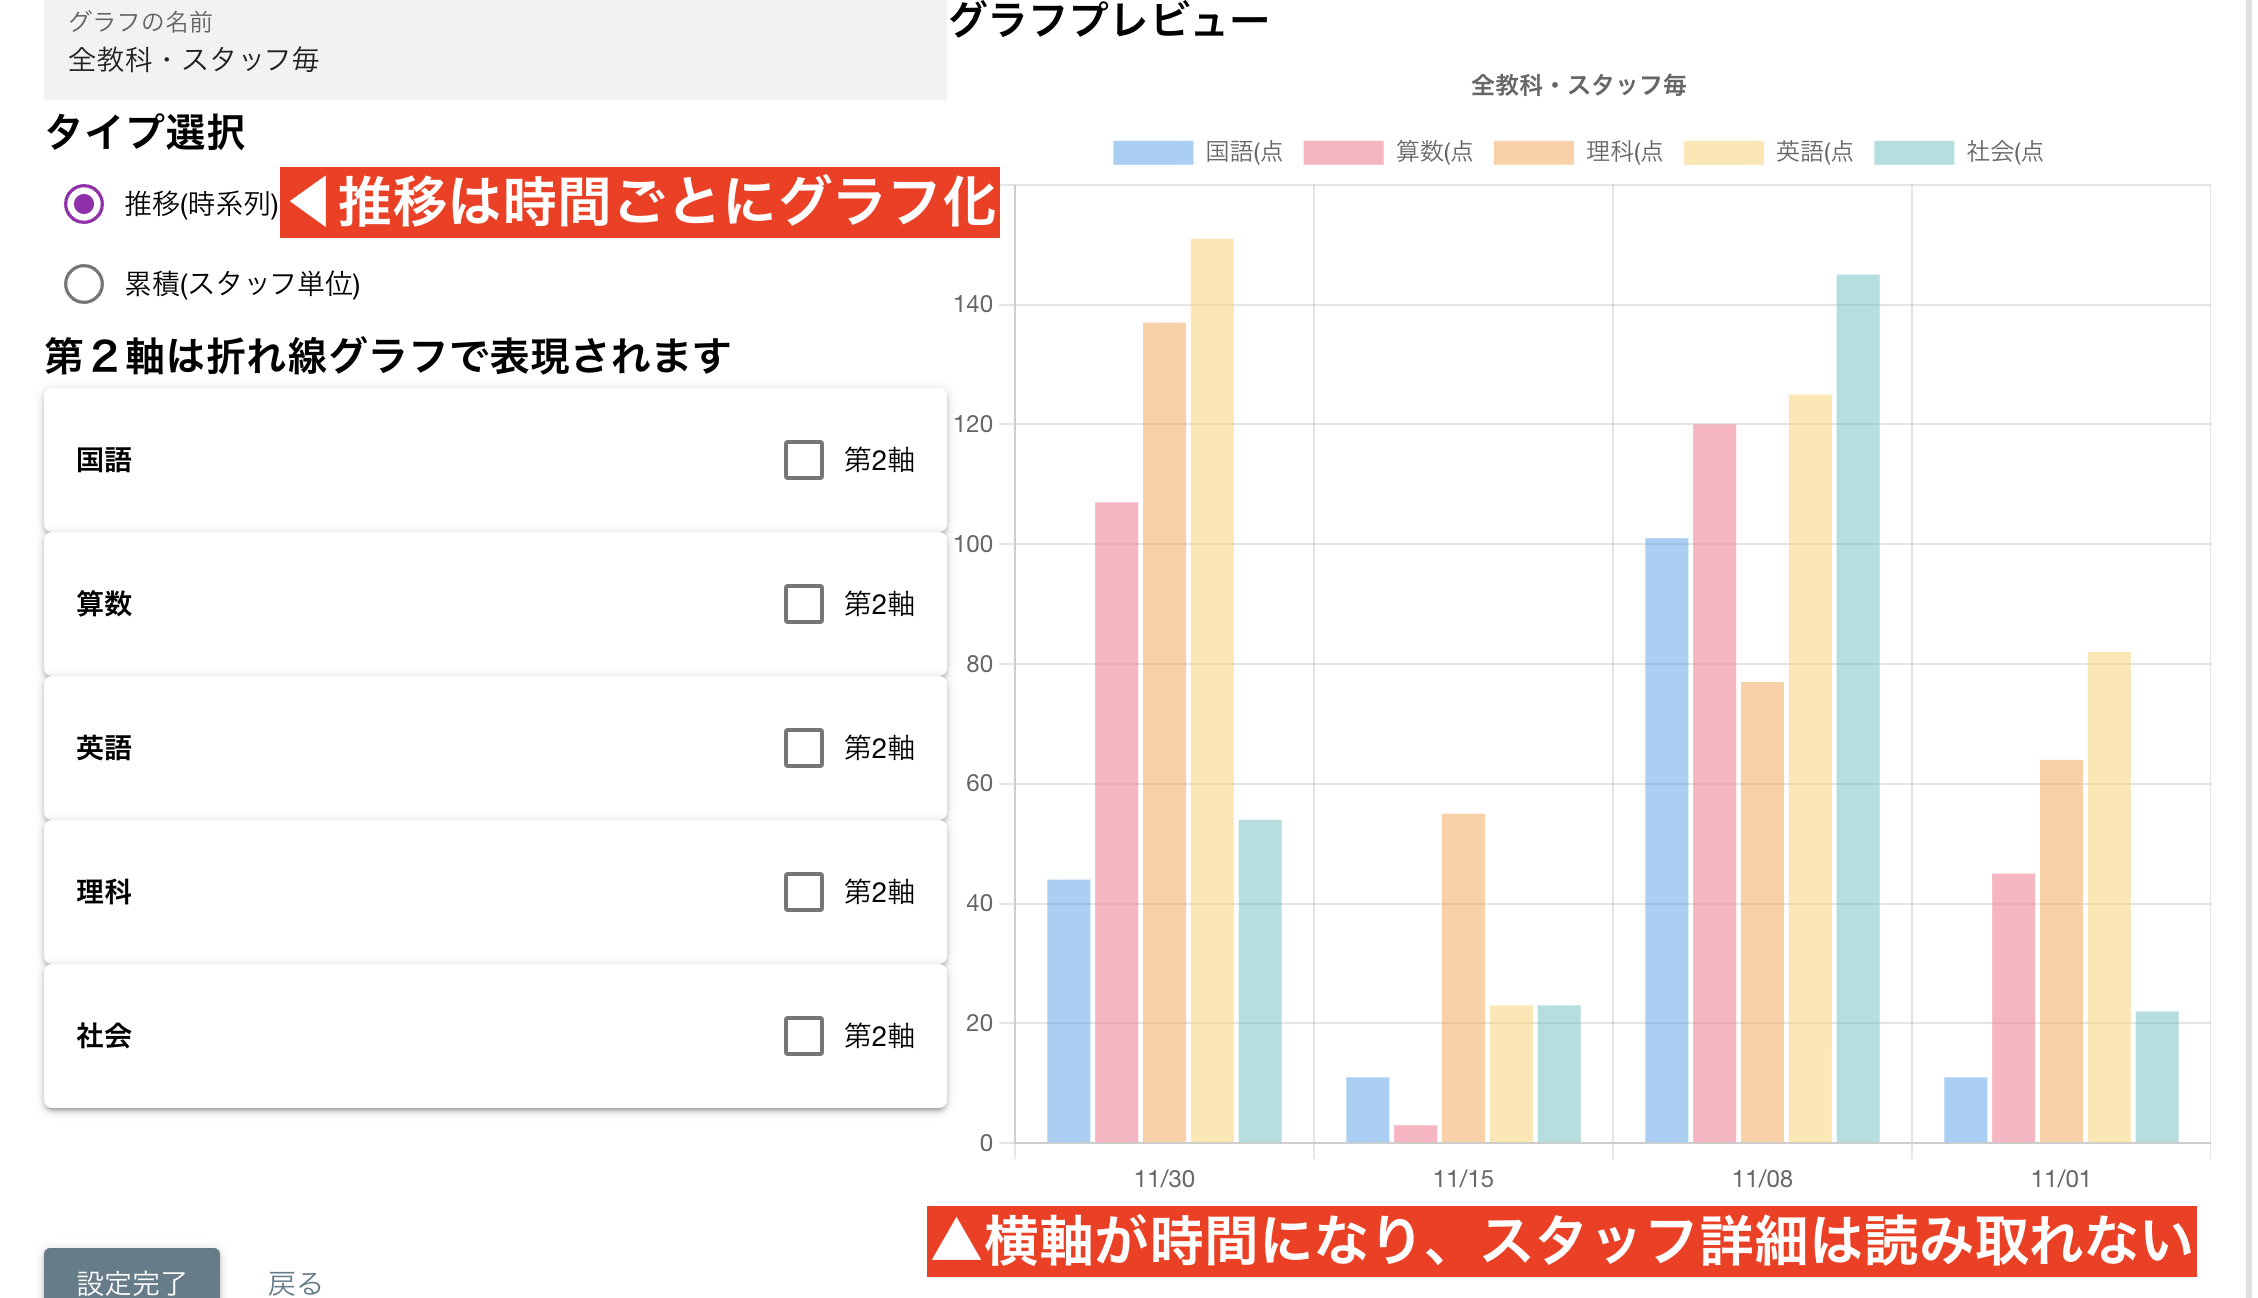 グラフの名前
全教科・スタッフ毎
タイプ選択
推移(時系列)
◀推移は時間ごとにグラフ化
累積(スタッフ単位)
第２軸は折れ線グラフで表現されます
国語
第2軸
算数
第2軸
英語
第2軸
理科
第2軸
社会
第2軸
設定完了
戻る
グラフプレビュー
全教科・スタッフ毎
国語(点 算数(点 理科(点 英語(点 社会(点
140
120
100
80
60
40
20
0
11/30 11/15 11/08 11/01
▲横軸が時間になり、スタッフ詳細は読み取れない